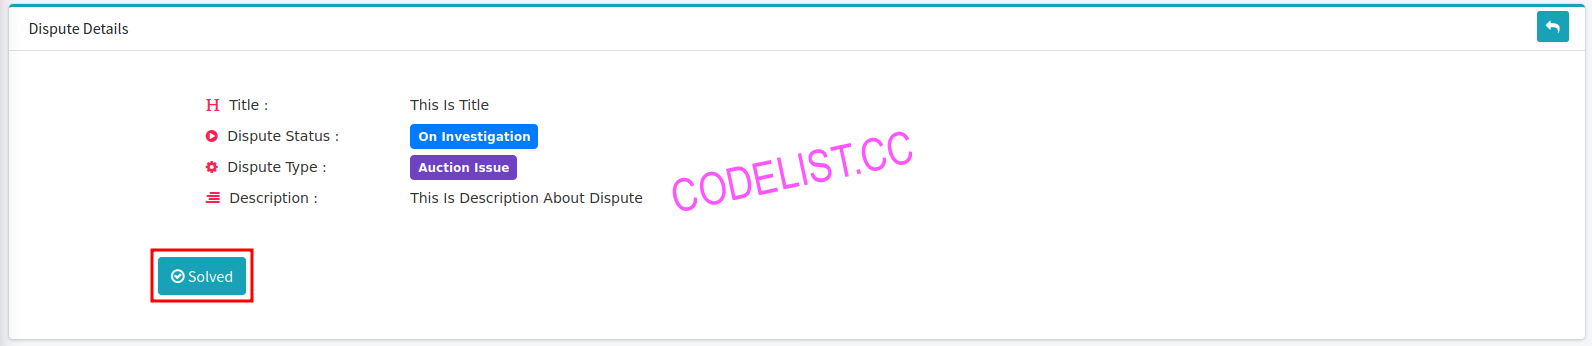 Dispute Details
Title : This Is Title
Dispute Status : On Investigation
Dispute Type : Auction Issue
Description : This Is Description About Dispute
CODELIST.CC
Solved